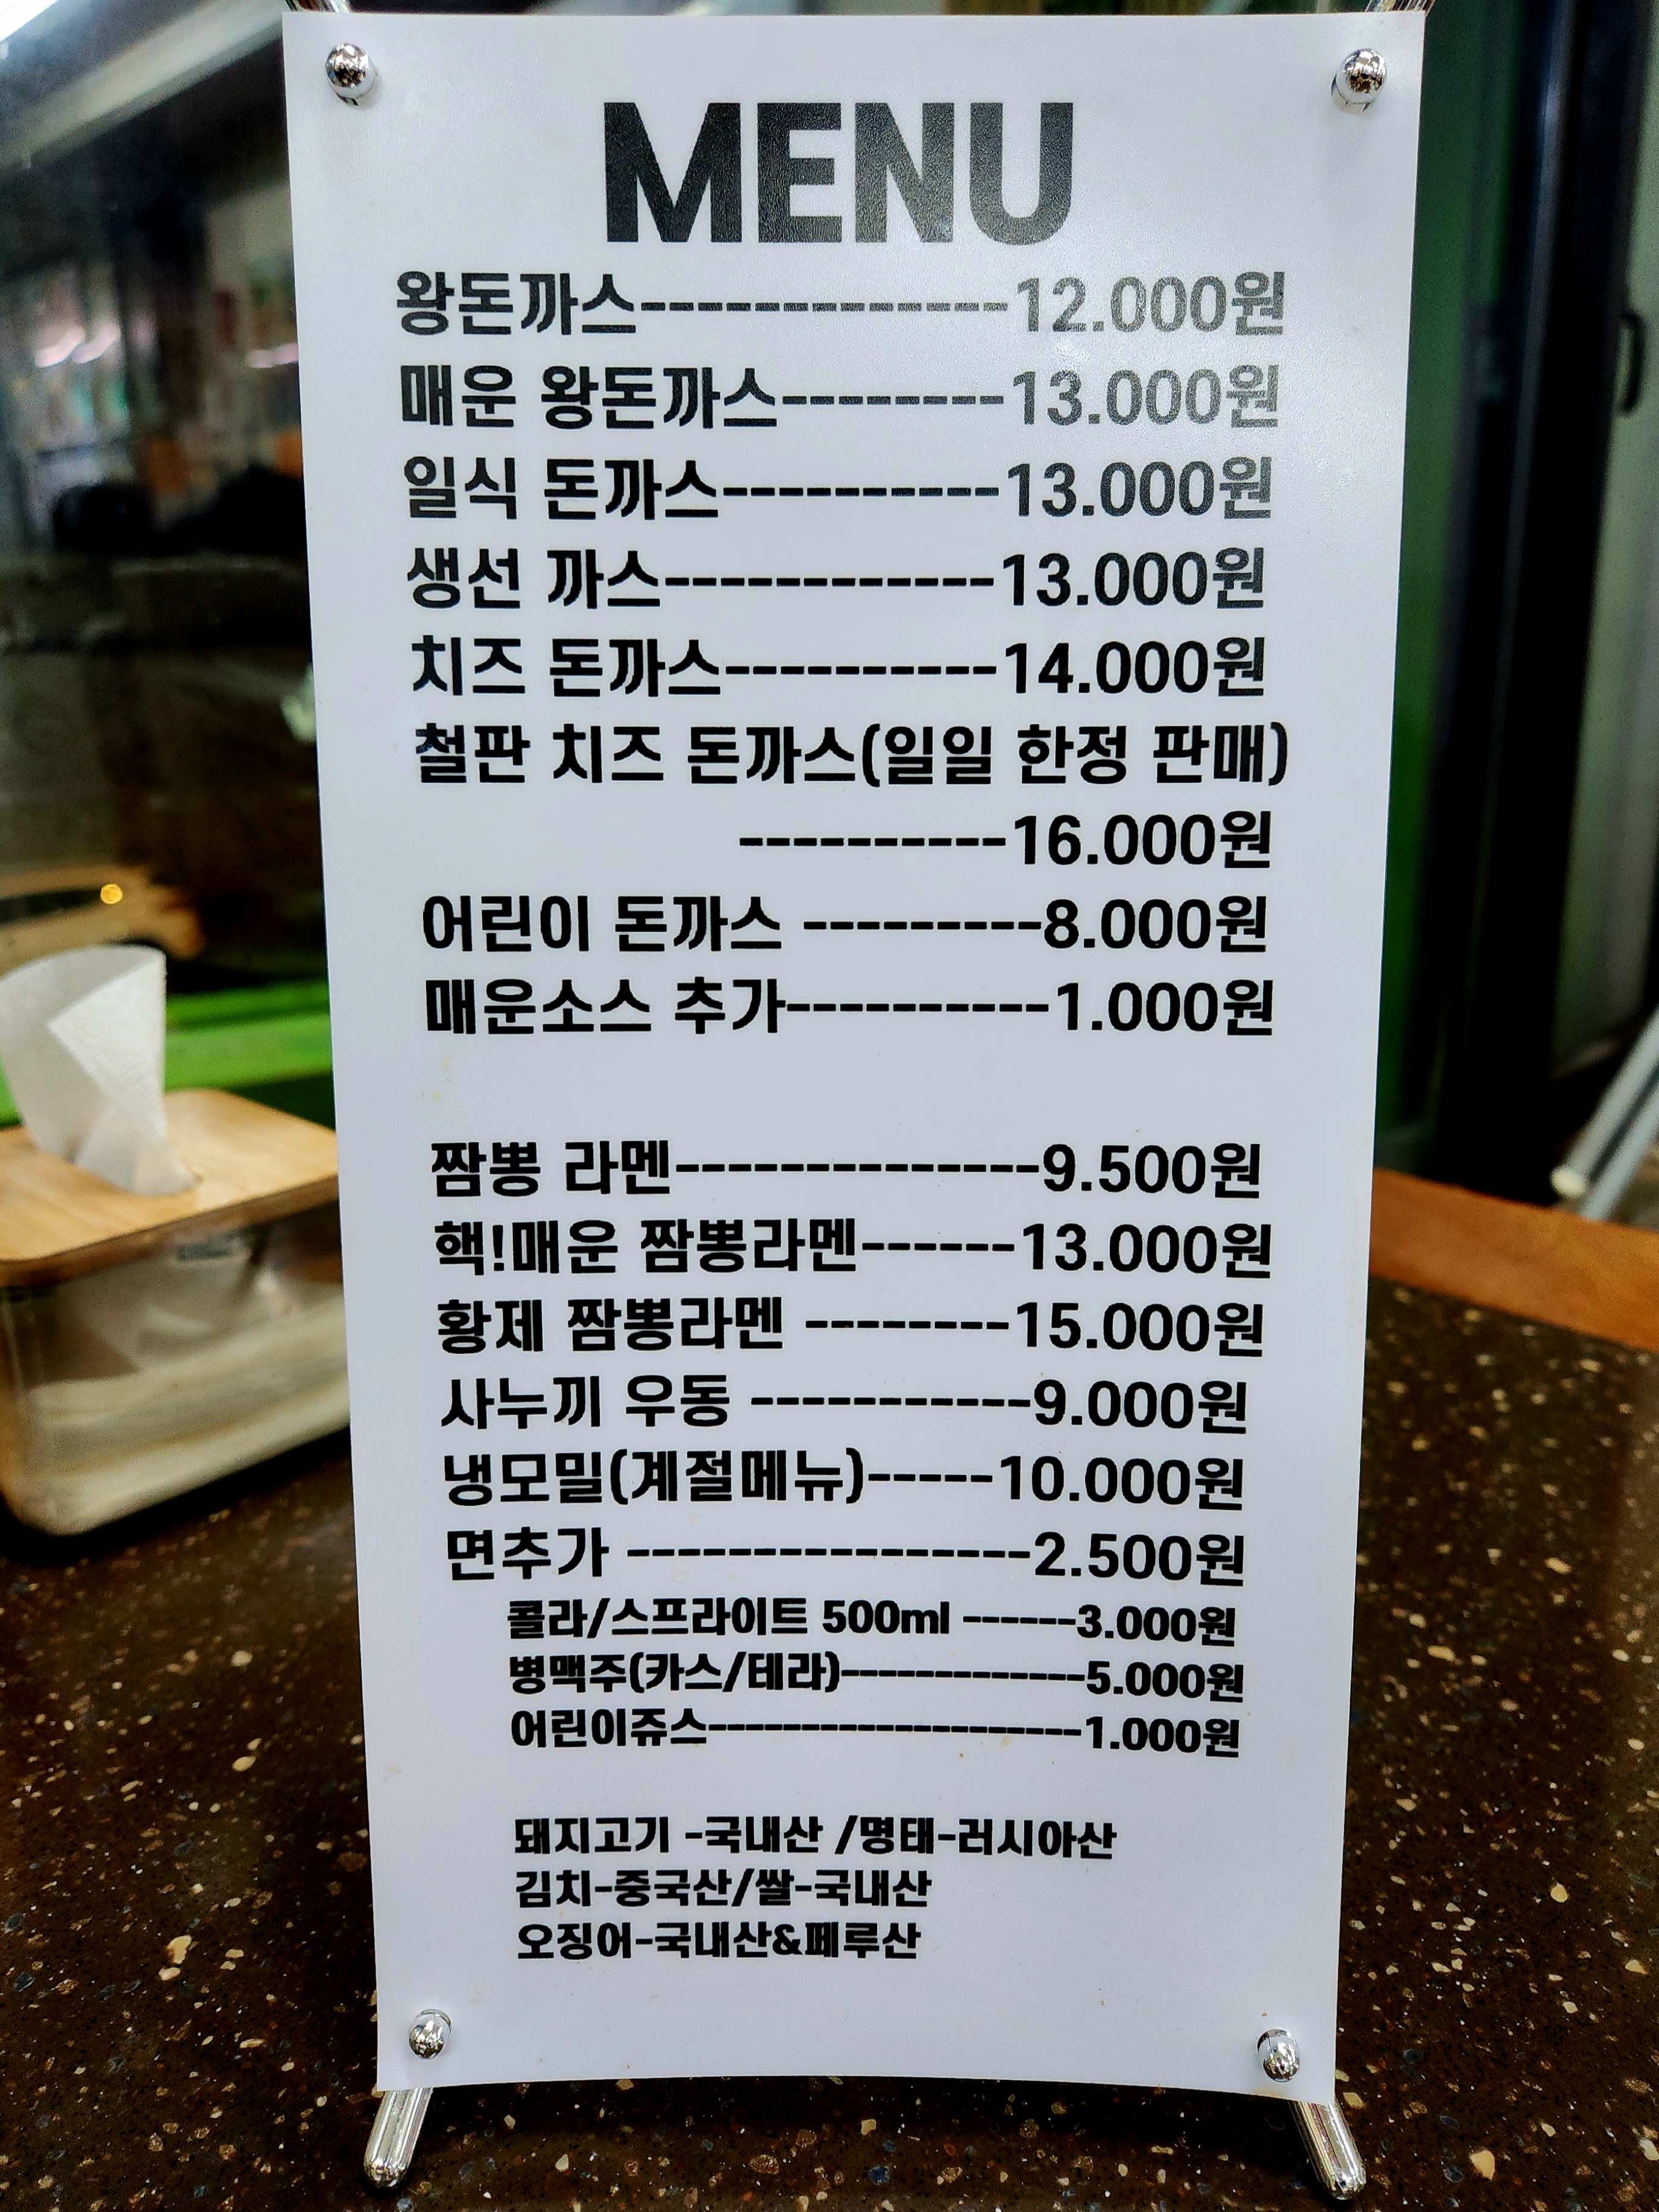 MENU
왕돈까스-------------12.000원
매운 왕돈까스--------13.000원
일식 돈까스----------13.000원
생선 까스------------13.000원
치즈 돈까스----------14.000원
철판 치즈 돈까스(일일 한정 판매)
----------16.000원
어린이 돈까스 ---------8.000원
매운소스 추가----------1.000원
짬뽕 라멘--------------9.500원
핵!매운 짬뽕라멘------13.000원
황제 짬뽕라멘 --------15.000원
사누끼 우동 -----------9.000원
냉모밀(계절메뉴)-----10.000원
면추가 ----------------2.500원
콜라/스프라이트 500ml ------3.000원
병맥주(카스/테라)-------------5.000원
어린이쥬스--------------------1.000원
돼지고기 -국내산 /명태-러시아산
김치-중국산/쌀-국내산
오징어-국내산&페루산